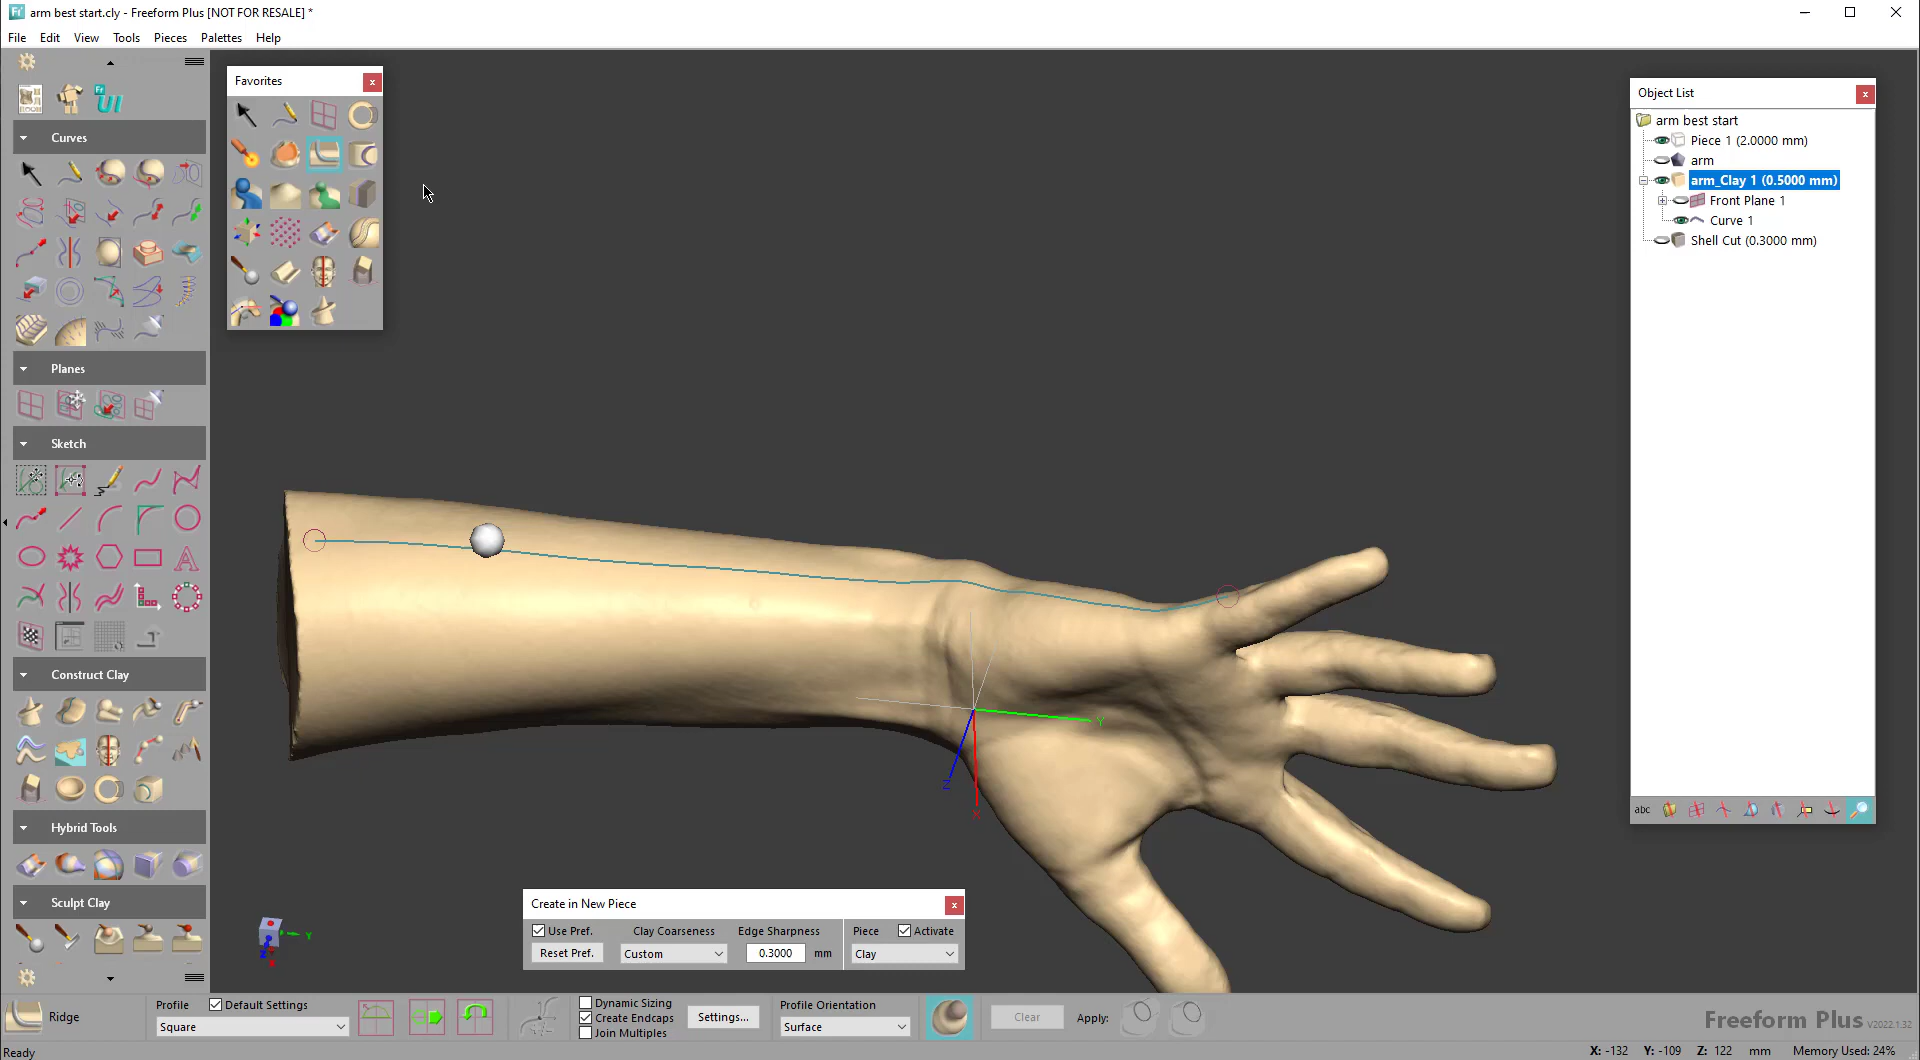 arm best start.cly - Freeform Plus [NOT FOR RESALE] *
File Edit View Tools Pieces Palettes Help
UI
Favorites
Object List
arm best start
Piece 1 (2.0000 mm)
arm
arm_Clay 1 (0.5000 mm)
Front Plane 1
Curve 1
Shell Cut (0.3000 mm)
abc
Curves
Planes
Sketch
Construct Clay
Hybrid Tools
Sculpt Clay
Y
Z
X
Y
Z
Create in New Piece
Use Pref. Clay Coarseness Edge Sharpness Piece Activate
Reset Pref. Custom 0.3000 mm Clay
Ridge
Profile Default Settings
Square
Dynamic Sizing
Create Endcaps
Join Multiples
Settings...
Profile Orientation
Surface
Clear
Apply:
Freeform Plus V2022.1.32
Ready
X: -132 Y: -109 Z: 122 mm Memory Used: 24%